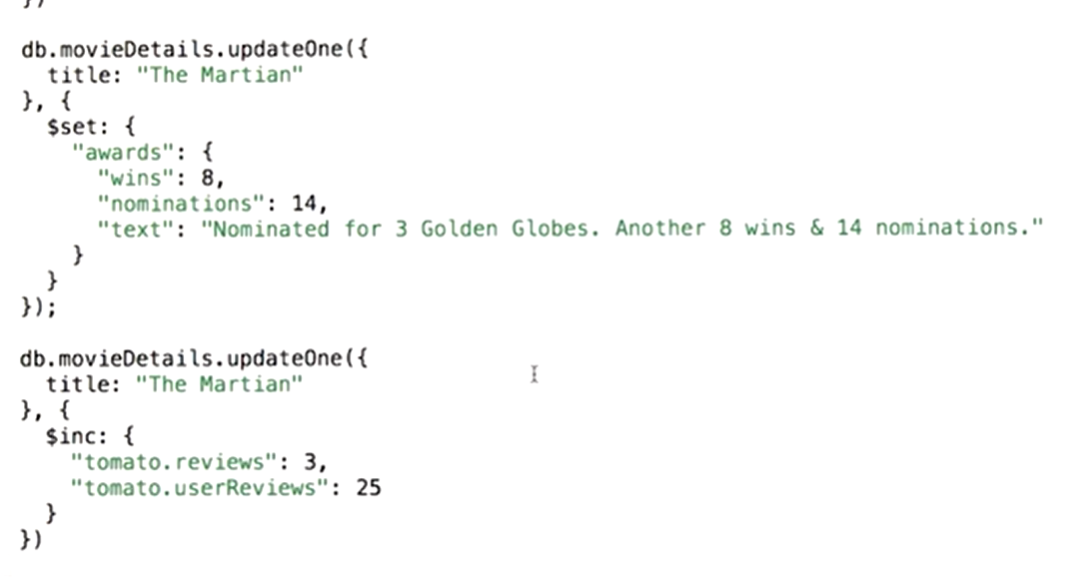 })
db.movieDetails.updateOne({
  title: "The Martian"
}, {
  $set: {
    "awards": {
      "wins": 8,
      "nominations": 14,
      "text": "Nominated for 3 Golden Globes. Another 8 wins & 14 nominations."
    }
  }
});
db.movieDetails.updateOne({
  title: "The Martian"
}, {
  $inc: {
    "tomato.reviews": 3,
    "tomato.userReviews": 25
  }
})